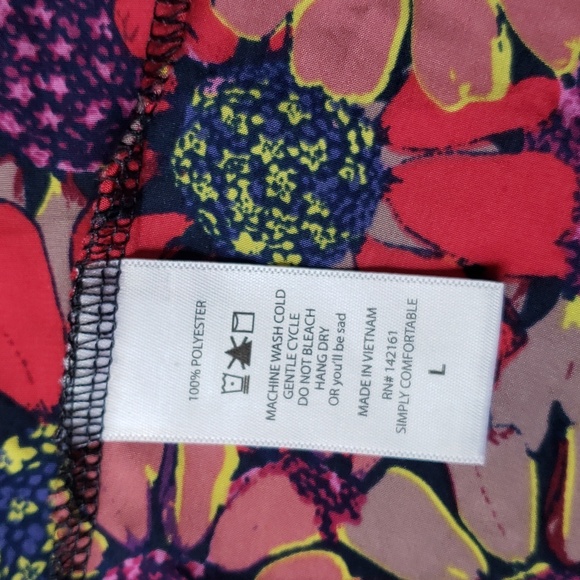 100% POLYESTER
MACHINE WASH COLD
GENTLE CYCLE
DO NOT BLEACH
HANG DRY
OR you'll be sad
MADE IN VIETNAM
RN# 142161
SIMPLY COMFORTABLE
L